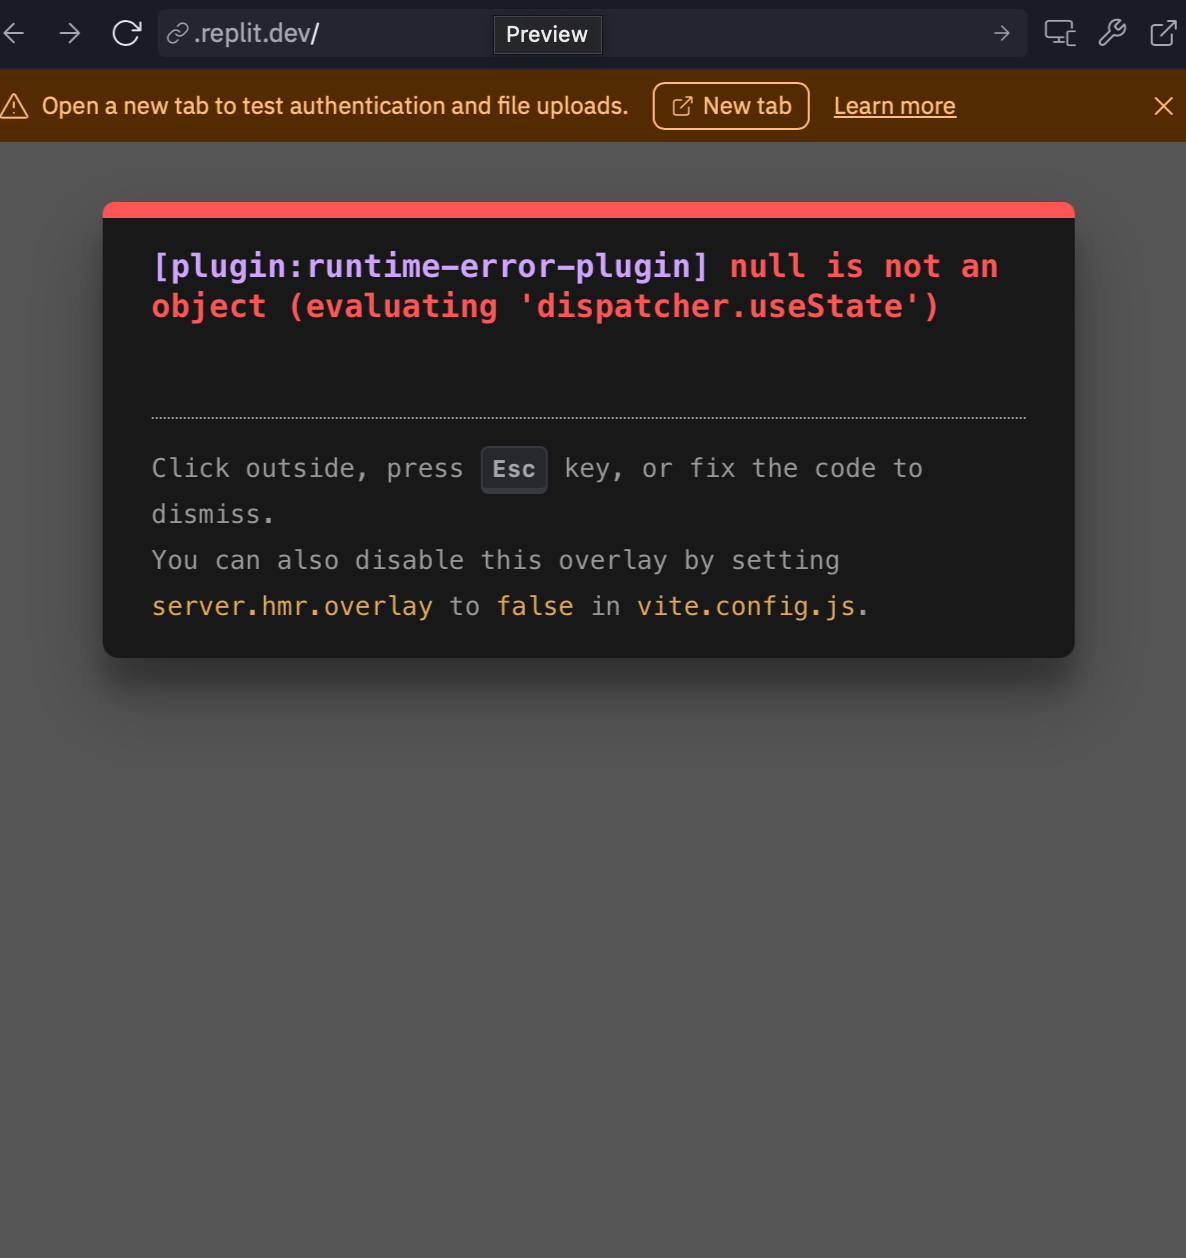 .replit.dev/
Preview
Open a new tab to test authentication and file uploads. New tab Learn more
[plugin:runtime-error-plugin] null is not an
object (evaluating 'dispatcher.useState')
Click outside, press Esc key, or fix the code to
dismiss.
You can also disable this overlay by setting
server.hmr.overlay to false in vite.config.js.